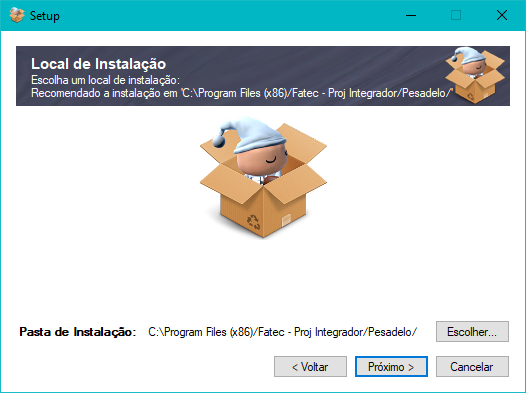 Setup
Local de Instalação
Escolha um local de instalação:
Recomendado a instalação em 'C:\Program Files (x86)/Fatec - Proj Integrador/Pesadelo/'
Pasta de Instalação: C:\Program Files (x86)/Fatec - Proj Integrador/Pesadelo/ Escolher...
< Voltar Próximo > Cancelar